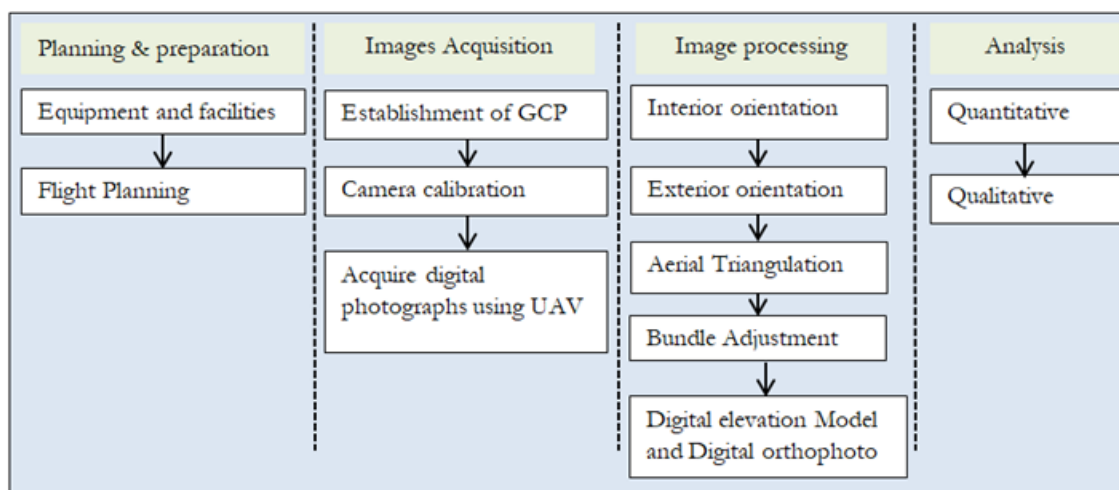 Planning & preparation
Equipment and facilities
Flight Planning
Images Acquisition
Establishment of GCP
Camera calibration
Acquire digital
photographs using UAV
Image processing
Interior orientation
Exterior orientation
Aerial Triangulation
Bundle Adjustment
Digital elevation Model
and Digital orthophoto
Analysis
Quantitative
Qualitative